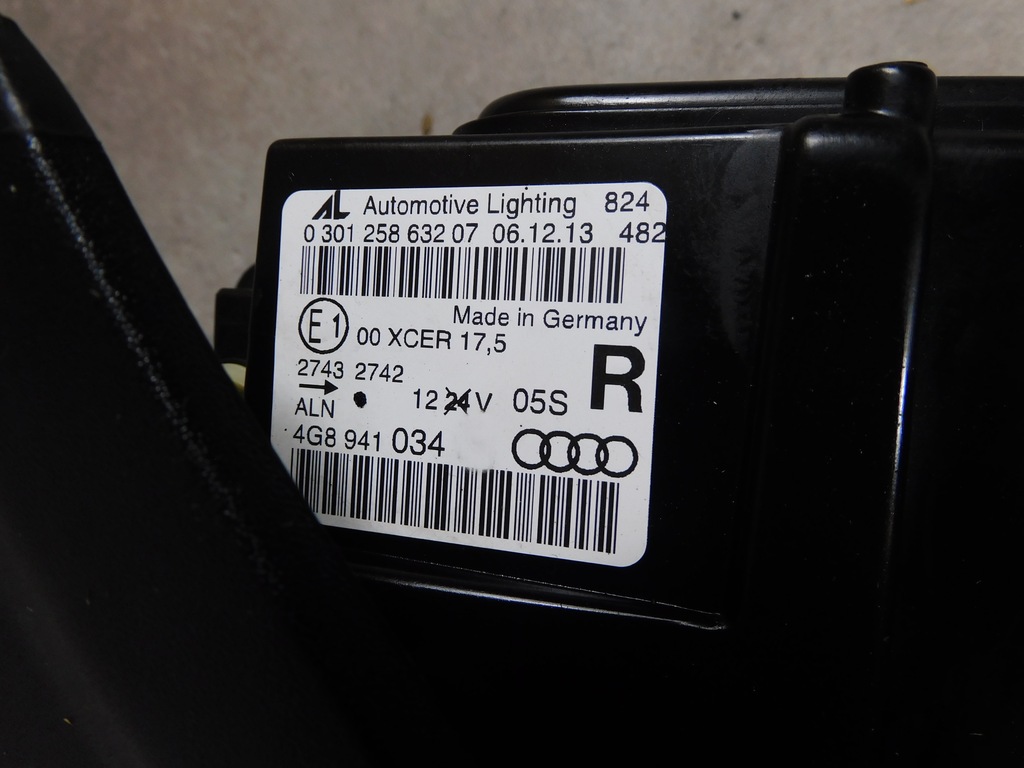 AL Automotive Lighting 824
0 301 258 632 07 06.12.13 482
Made in Germany
E1 00 XCER 17,5
R
2743 2742
ALN 12 24 V 05S
4G8 941 034